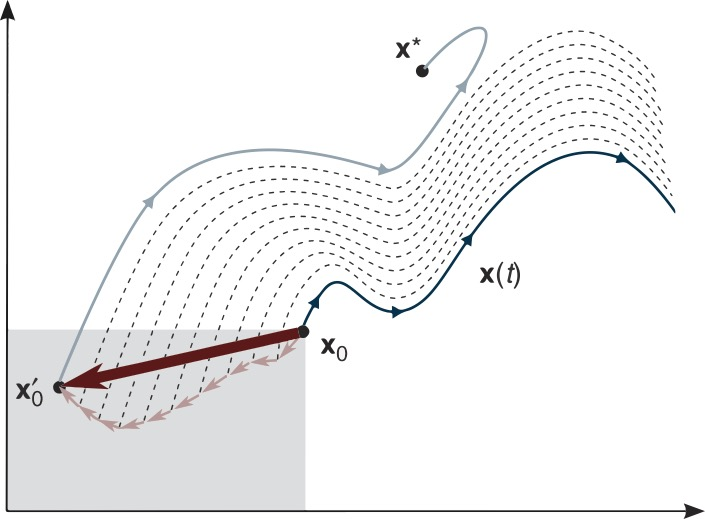 x*
x(t)
x₀
x′₀